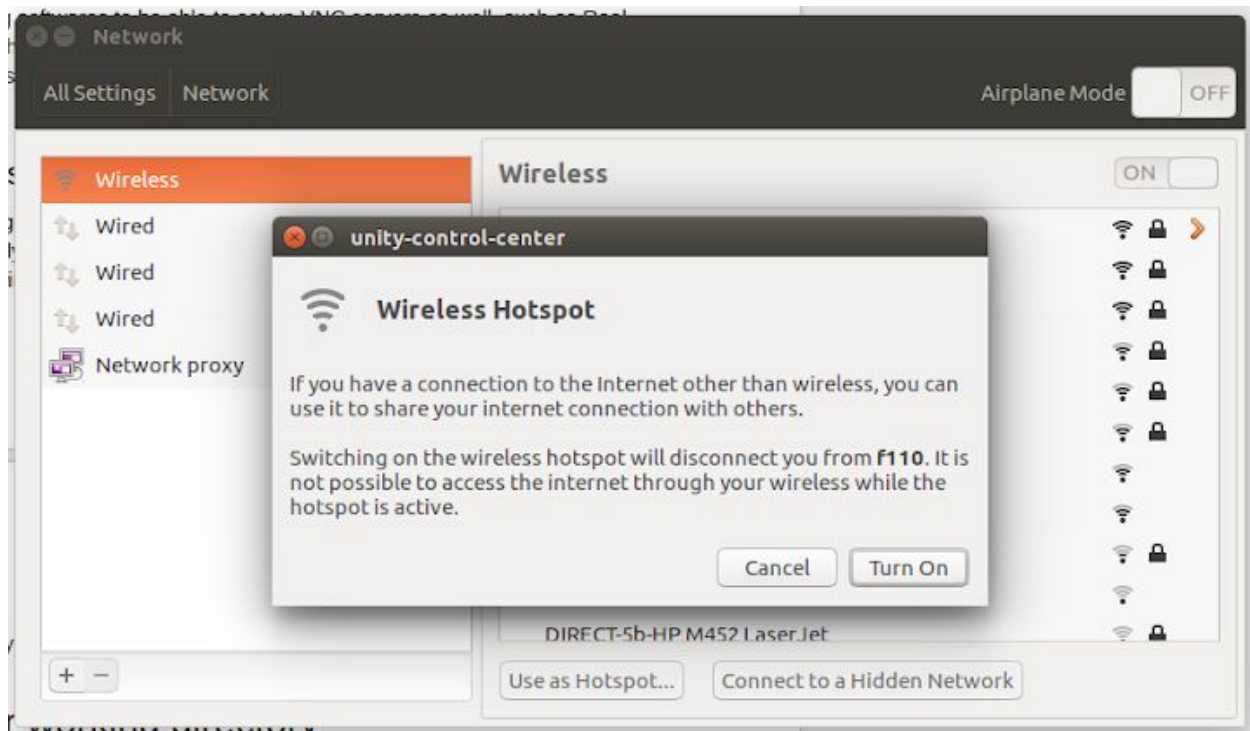 Network
All Settings Network Airplane Mode OFF
Wireless
Wired
Wired
Wired
Network proxy
Wireless ON
unity-control-center
Wireless Hotspot
If you have a connection to the Internet other than wireless, you can
use it to share your internet connection with others.
Switching on the wireless hotspot will disconnect you from f110. It is
not possible to access the internet through your wireless while the
hotspot is active.
Cancel Turn On
DIRECT-5b-HP M452 LaserJet
+ −
Use as Hotspot... Connect to a Hidden Network
working directory